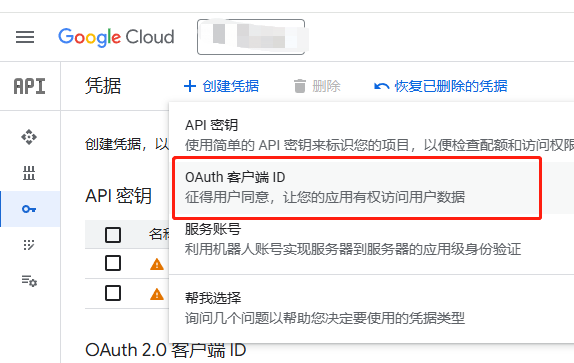 Google Cloud
API
凭据
创建凭据
删除
恢复已删除的凭据
API 密钥
创建凭据，以
使用简单的 API 密钥来标识您的项目，以便检查配额和访问权限
OAuth 客户端 ID
征得用户同意，让您的应用有权访问用户数据
API 密钥
服务账号
利用机器人账号实现服务器到服务器的应用级身份验证
帮我选择
询问几个问题以帮助您决定要使用的凭据类型
OAuth 2.0 客户端 ID